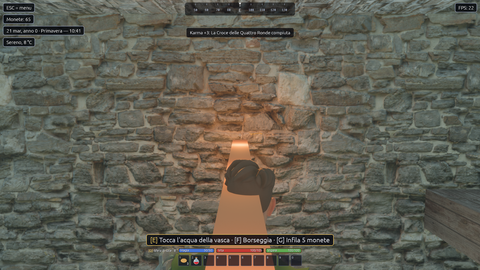 ESC = menu
Monete: 65
21 mar, anno 0 · Primavera — 10:41
Sereno, 8 °C
E
FPS: 22
Karma +3: La Croce delle Quattro Ronde compiuta
[E] Tocca l'acqua della vasca · [F] Borseggia · [G] Infila 5 monete